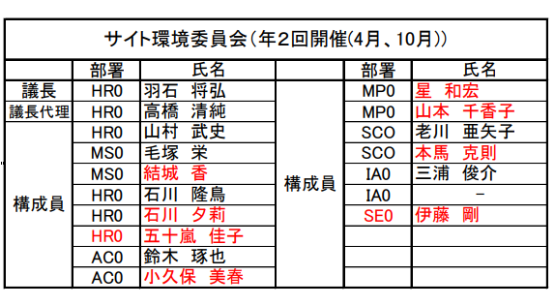 サイト環境委員会(年2回開催(4月、10月))
部署 氏名 部署 氏名
議長 HR0 羽石 将弘 MP0 星 和宏
議長代理 HR0 高橋 清純 MP0 山本 千香子
HR0 山村 武史 SCO 老川 亜矢子
MS0 毛塚 栄 SCO 本馬 克則
MS0 結城 香 IA0 三浦 俊介
構成員 HR0 石川 隆鳥 構成員 IA0 −
HR0 石川 夕莉 SE0 伊藤 剛
HR0 五十嵐 佳子
AC0 鈴木 琢也
AC0 小久保 美春